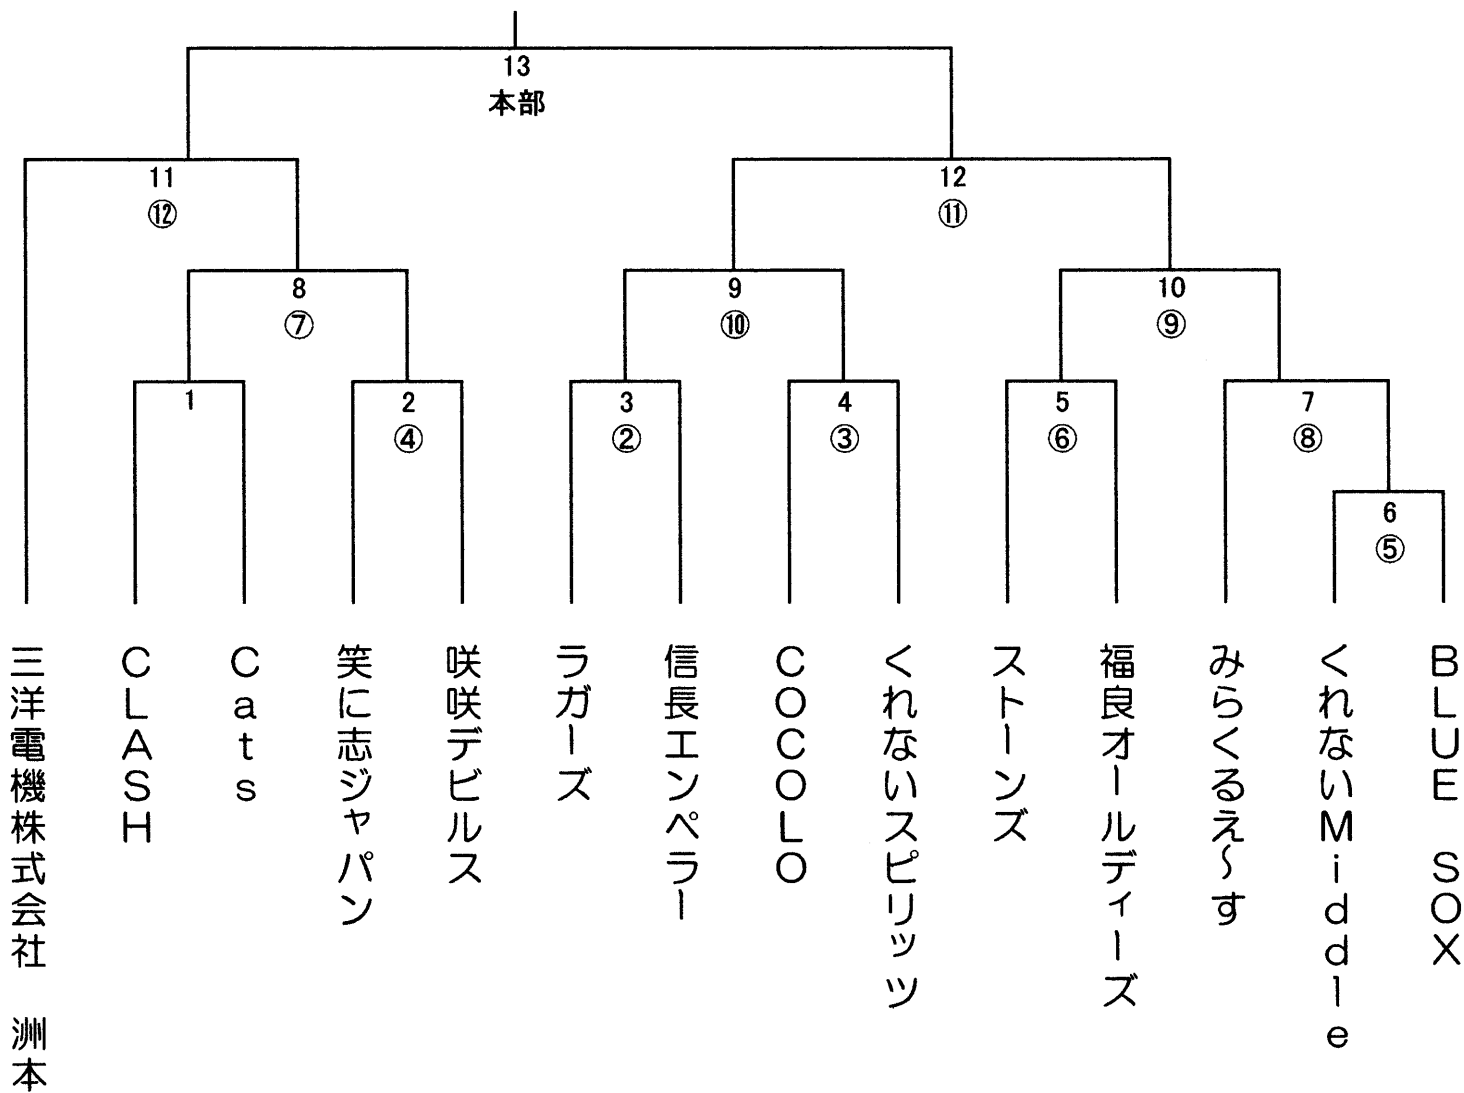 13
本部
11
⑫
12
⑪
8
⑦
9
⑩
10
⑨
1
2
④
3
②
4
③
5
⑥
7
⑧
6
⑤
三洋電機株式会社　洲本
CLASH
Cats
笑に志ジャパン
咲咲デビルス
ラガーズ
信長エンペラー
COCOLO
くれないスピリッツ
ストーンズ
福良オールディーズ
みらくるえ～す
くれないMiddle
BLUE SOX